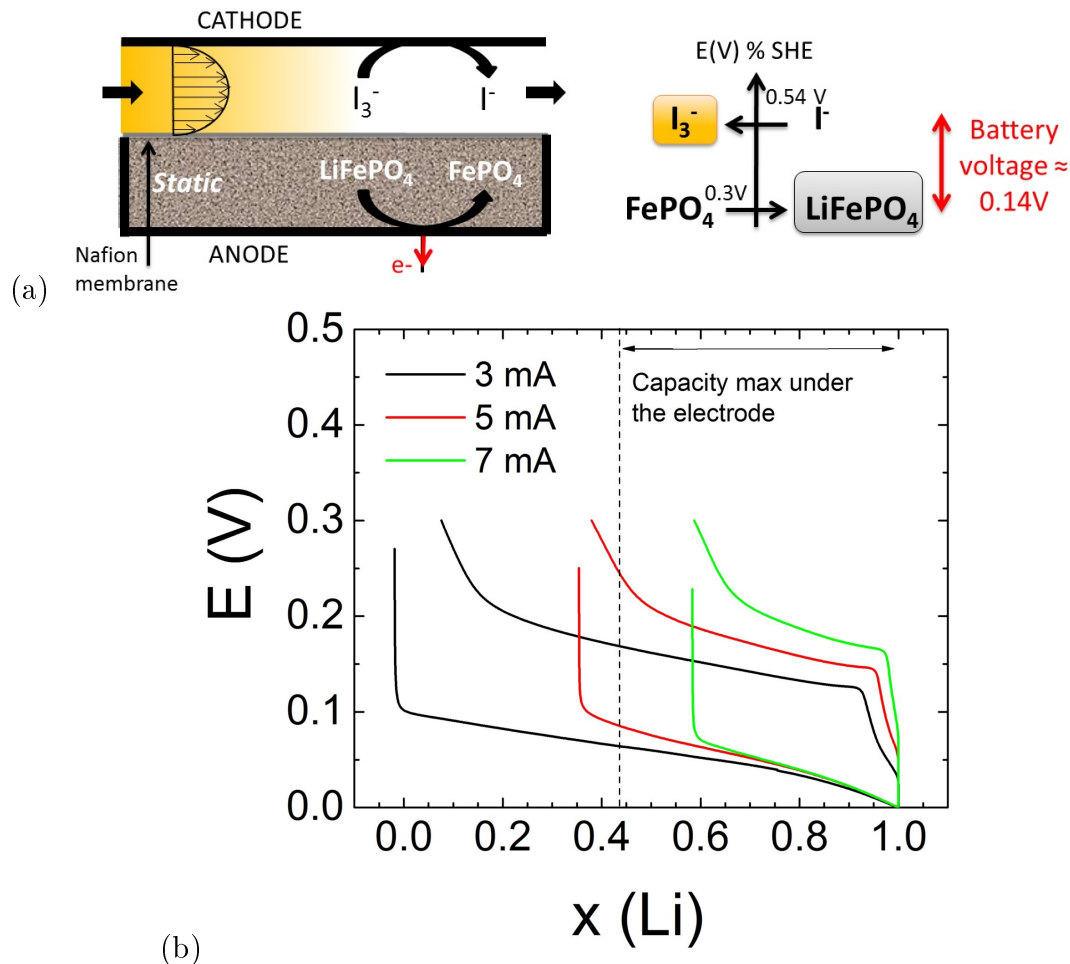 CATHODE
I₃⁻
I⁻
Static
LiFePO₄
FePO₄
Nafion
membrane
ANODE
e-
(a)
E(V) % SHE
0.54 V
I₃⁻
I⁻
FePO₄
0.3V
LiFePO₄
Battery
voltage ≈
0.14V
0.5
0.4
0.3
0.2
0.1
0.0
E (V)
3 mA
5 mA
7 mA
Capacity max under
the electrode
0.0 0.2 0.4 0.6 0.8 1.0
x (Li)
(b)